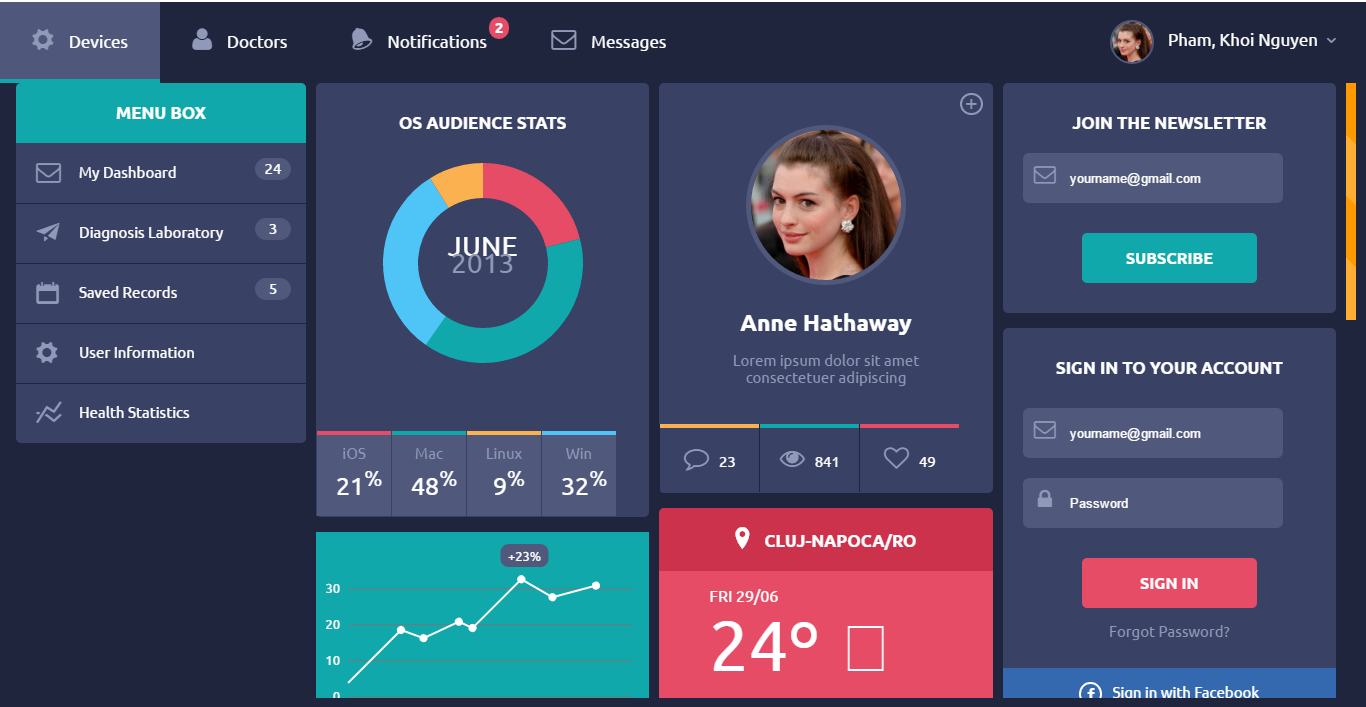 Devices
Doctors
Notifications
2
Messages
Pham, Khoi Nguyen
MENU BOX
My Dashboard
24
Diagnosis Laboratory
3
Saved Records
5
User Information
Health Statistics
OS AUDIENCE STATS
JUNE
2013
iOS
21%
Mac
48%
Linux
9%
Win
32%
+23%
30
20
10
0
Anne Hathaway
Lorem ipsum dolor sit amet
consectetuer adipiscing
23
841
49
CLUJ-NAPOCA/RO
FRI 29/06
24°
JOIN THE NEWSLETTER
yourname@gmail.com
SUBSCRIBE
SIGN IN TO YOUR ACCOUNT
yourname@gmail.com
Password
SIGN IN
Forgot Password?
Sign in with Facebook